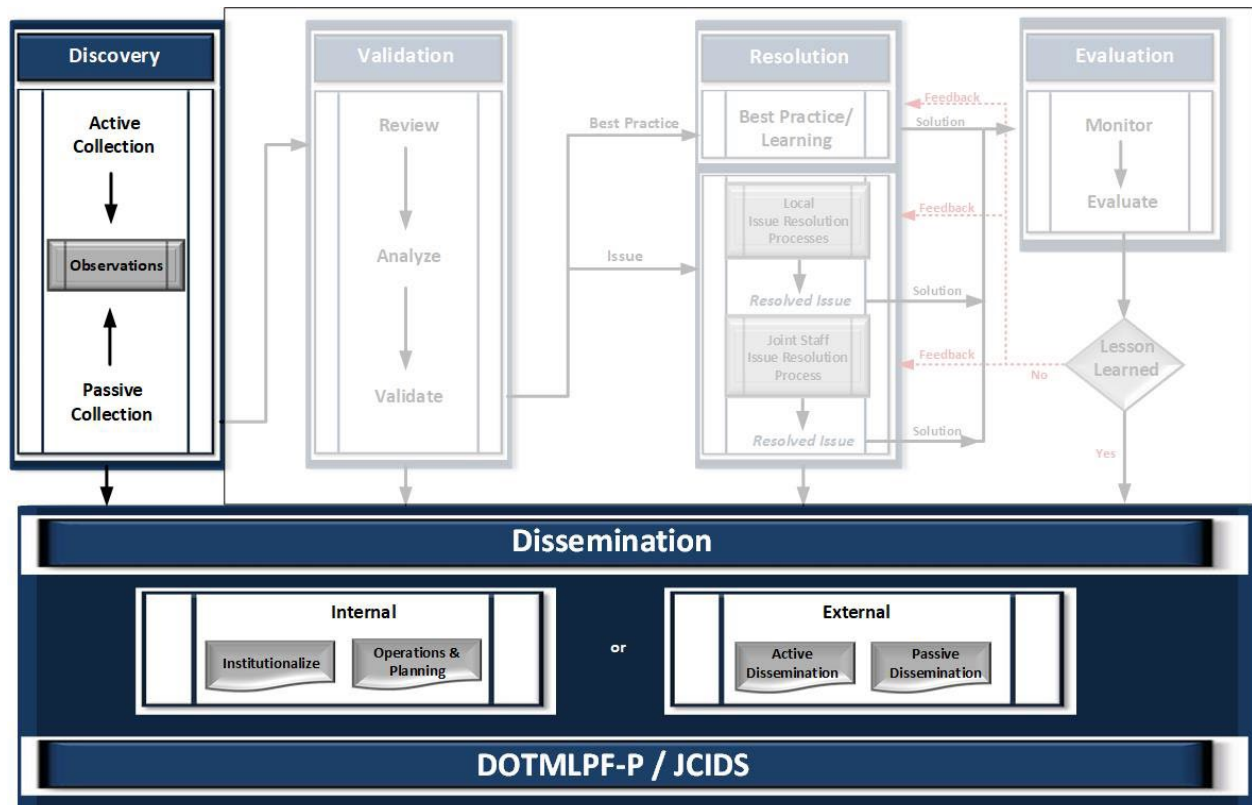 Discovery
Active
Collection
Observations
Passive
Collection
Validation
Review
Analyze
Validate
Best Practice
Issue
Resolution
Best Practice/
Learning
Local
Issue Resolution
Processes
Resolved Issue
Joint Staff
Issue Resolution
Process
Resolved Issue
Feedback
Solution
Feedback
Solution
Feedback
Solution
Evaluation
Monitor
Evaluate
Lesson
Learned
No
Yes
Dissemination
Internal
Institutionalize
Operations &
Planning
or
External
Active
Dissemination
Passive
Dissemination
DOTMLPF-P / JCIDS